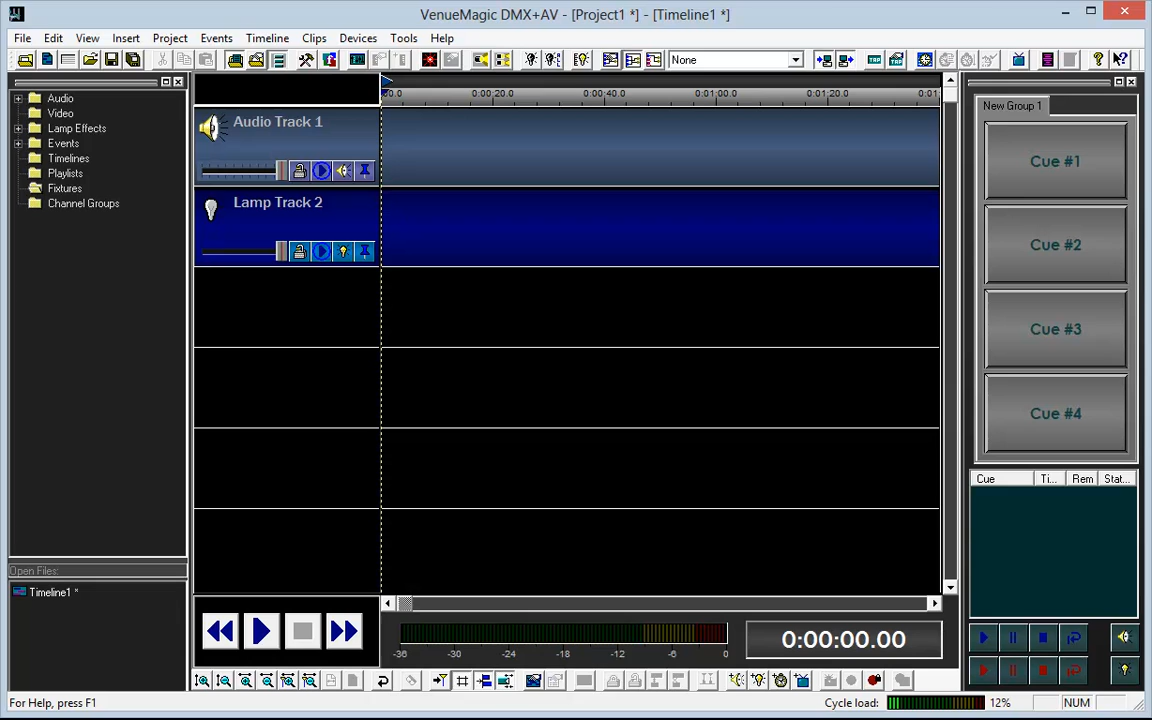 VenueMagic DMX+AV - [Project1 *] - [Timeline1 *]
File Edit View Insert Project Events Timeline Clips Devices Tools Help
None
Audio
Video
Lamp Effects
Events
Timelines
Playlists
Fixtures
Channel Groups
Open Files:
Timeline1 *
00.0 0:00:20.0 0:00:40.0 0:01:00.0 0:01:20.0 0:01:
Audio Track 1
Lamp Track 2
New Group 1
Cue #1
Cue #2
Cue #3
Cue #4
Cue Ti... Rem Stat...
-36 -30 -24 -18 -12 -6 0
0:00:00.00
For Help, press F1
Cycle load: 12% NUM